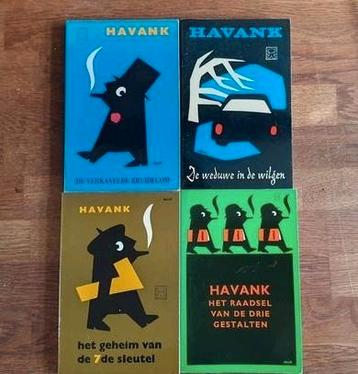 HAVANK
DE VERKAVELDE BRUIDEGOM
HAVANK
De weduwe in de wilgen
HAVANK
het geheim van
de 7de sleutel
HAVANK
HET RAADSEL
VAN DE DRIE
GESTALTEN